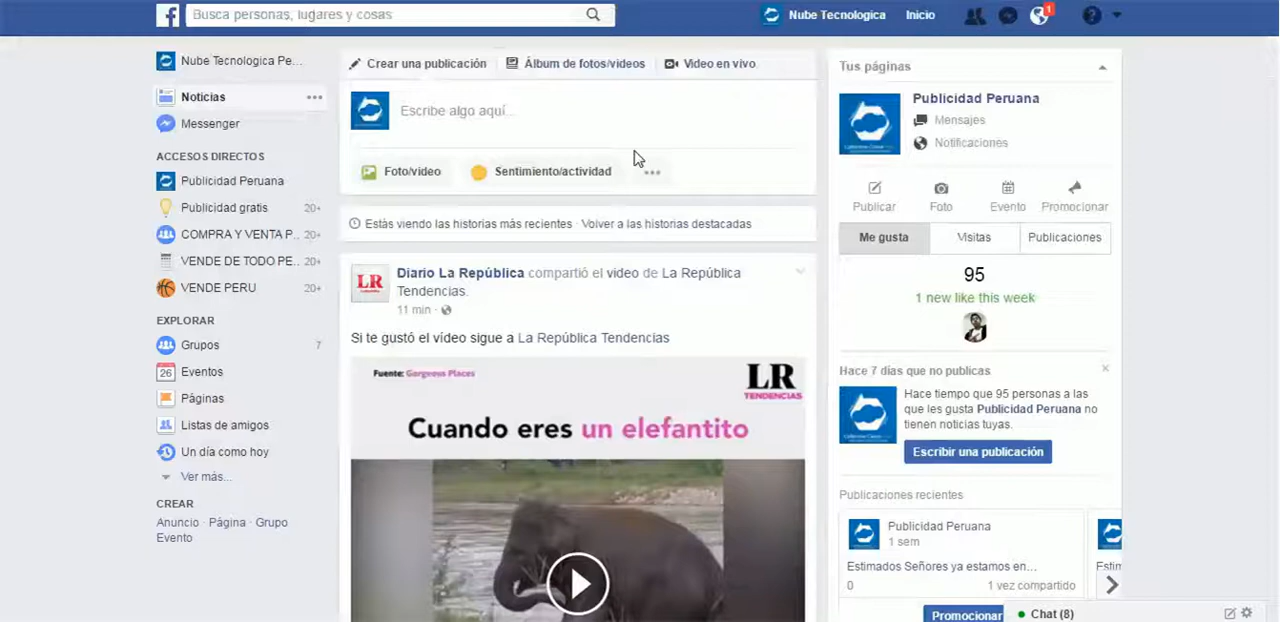 Busca personas, lugares y cosas
Nube Tecnologica
Inicio
1
Nube Tecnologica Pe...
Noticias
Messenger
ACCESOS DIRECTOS
Publicidad Peruana
Publicidad gratis 20+
COMPRA Y VENTA P... 20+
VENDE DE TODO PE... 20+
VENDE PERU 20+
EXPLORAR
Grupos 7
26 Eventos
Páginas
Listas de amigos
Un día como hoy
Ver más...
CREAR
Anuncio · Página · Grupo
Evento
Crear una publicación
Álbum de fotos/videos
Video en vivo
Escribe algo aquí...
Foto/video
Sentimiento/actividad
Estás viendo las historias más recientes · Volver a las historias destacadas
Diario La República compartió el video de La República
Tendencias.
11 min ·
Si te gustó el vídeo sigue a La República Tendencias
Fuente: Gorgeous Places
LR
TENDENCIAS
Cuando eres un elefantito
Tus páginas
Publicidad Peruana
Mensajes
Notificaciones
Publicar
Foto
Evento
Promocionar
Me gusta
Visitas
Publicaciones
95
1 new like this week
Hace 7 días que no publicas
Hace tiempo que 95 personas a las
que les gusta Publicidad Peruana no
tienen noticias tuyas.
Escribir una publicación
Publicaciones recientes
Publicidad Peruana
1 sem
Estimados Señores ya estamos en...
0 1 vez compartido
Promocionar
Chat (8)